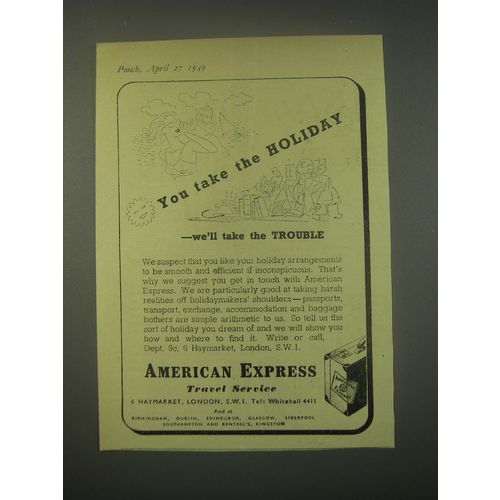 Punch, April 27 1949
You take the HOLIDAY
—we'll take the TROUBLE
We suspect that you like your holiday arrangements
to be smooth and efficient if inconspicuous. That's
why we suggest you get in touch with American
Express. We are particularly good at taking harsh
realities off holidaymakers' shoulders — passports,
transport, exchange, accommodation and baggage
bothers are simple arithmetic to us. So tell us the
sort of holiday you dream of and we will show you
how and where to find it. Write or call,
Dept. 9c, 6 Haymarket, London, S.W.1.
AMERICAN EXPRESS
Travel Service
6 HAYMARKET, LONDON, S.W.1. Tel: Whitehall 4411
And at
BIRMINGHAM, DUBLIN, EDINBURGH, GLASGOW, LIVERPOOL
SOUTHAMPTON AND BENTALL'S, KINGSTON